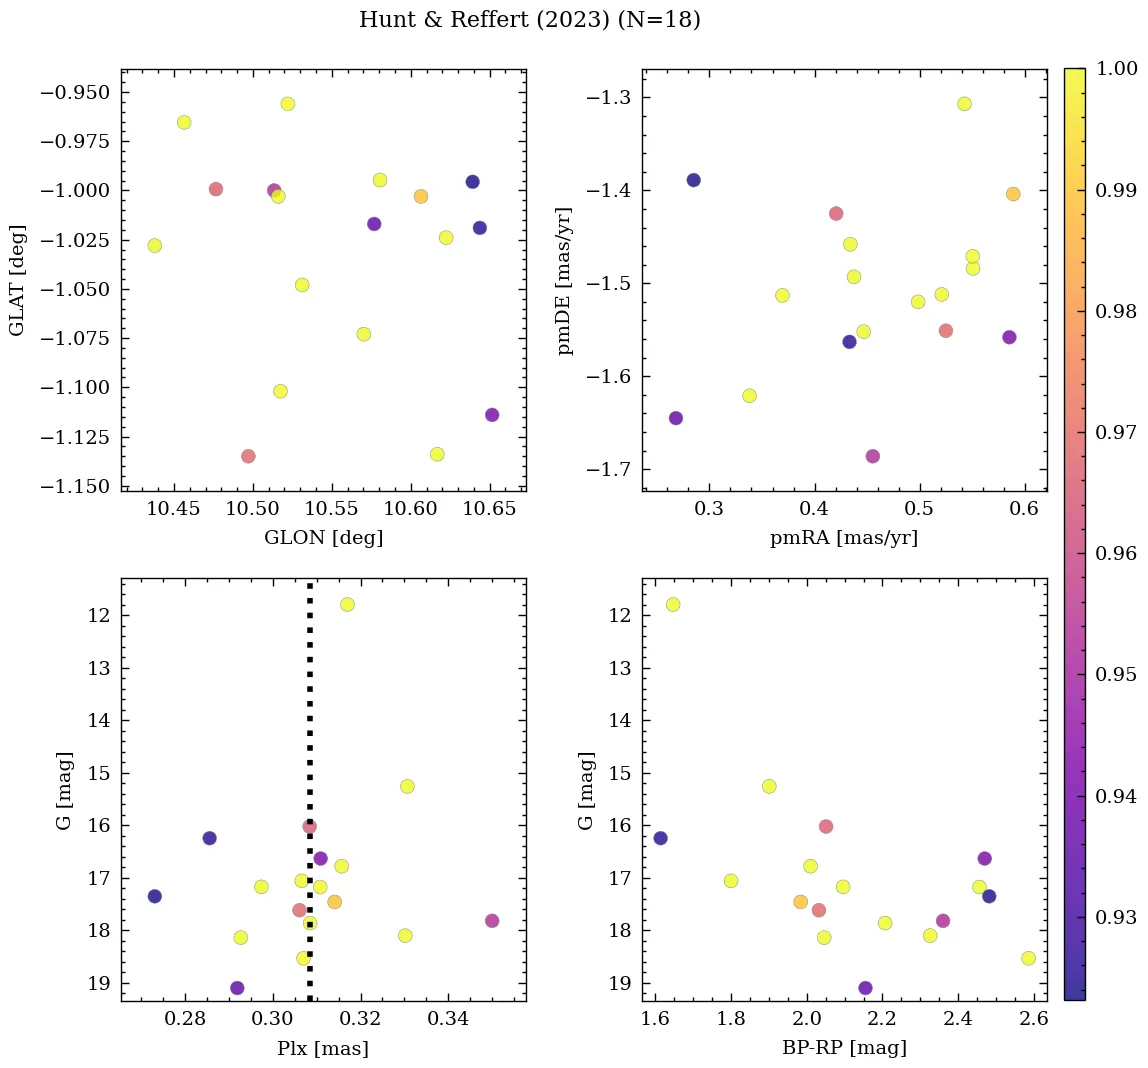 Hunt & Reffert (2023) (N=18)
−0.950
−0.975
−1.000
−1.025
−1.050
−1.075
−1.100
−1.125
−1.150
GLAT [deg]
10.45 10.50 10.55 10.60 10.65
GLON [deg]
−1.3
−1.4
−1.5
−1.6
−1.7
pmDE [mas/yr]
0.3 0.4 0.5 0.6
pmRA [mas/yr]
12
13
14
15
16
17
18
19
G [mag]
0.28 0.30 0.32 0.34
Plx [mas]
12
13
14
15
16
17
18
19
G [mag]
1.6 1.8 2.0 2.2 2.4 2.6
BP-RP [mag]
1.00
0.99
0.98
0.97
0.96
0.95
0.94
0.93